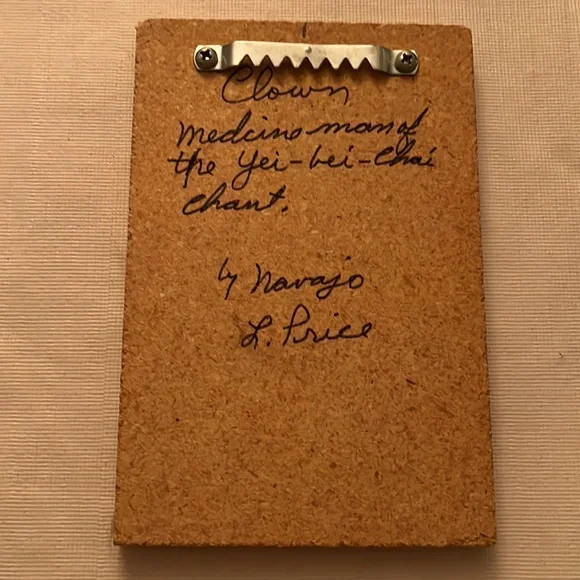 Clown
medcine-man of
the Yei-bei-Chai
Chant.
by Navajo
L. Price